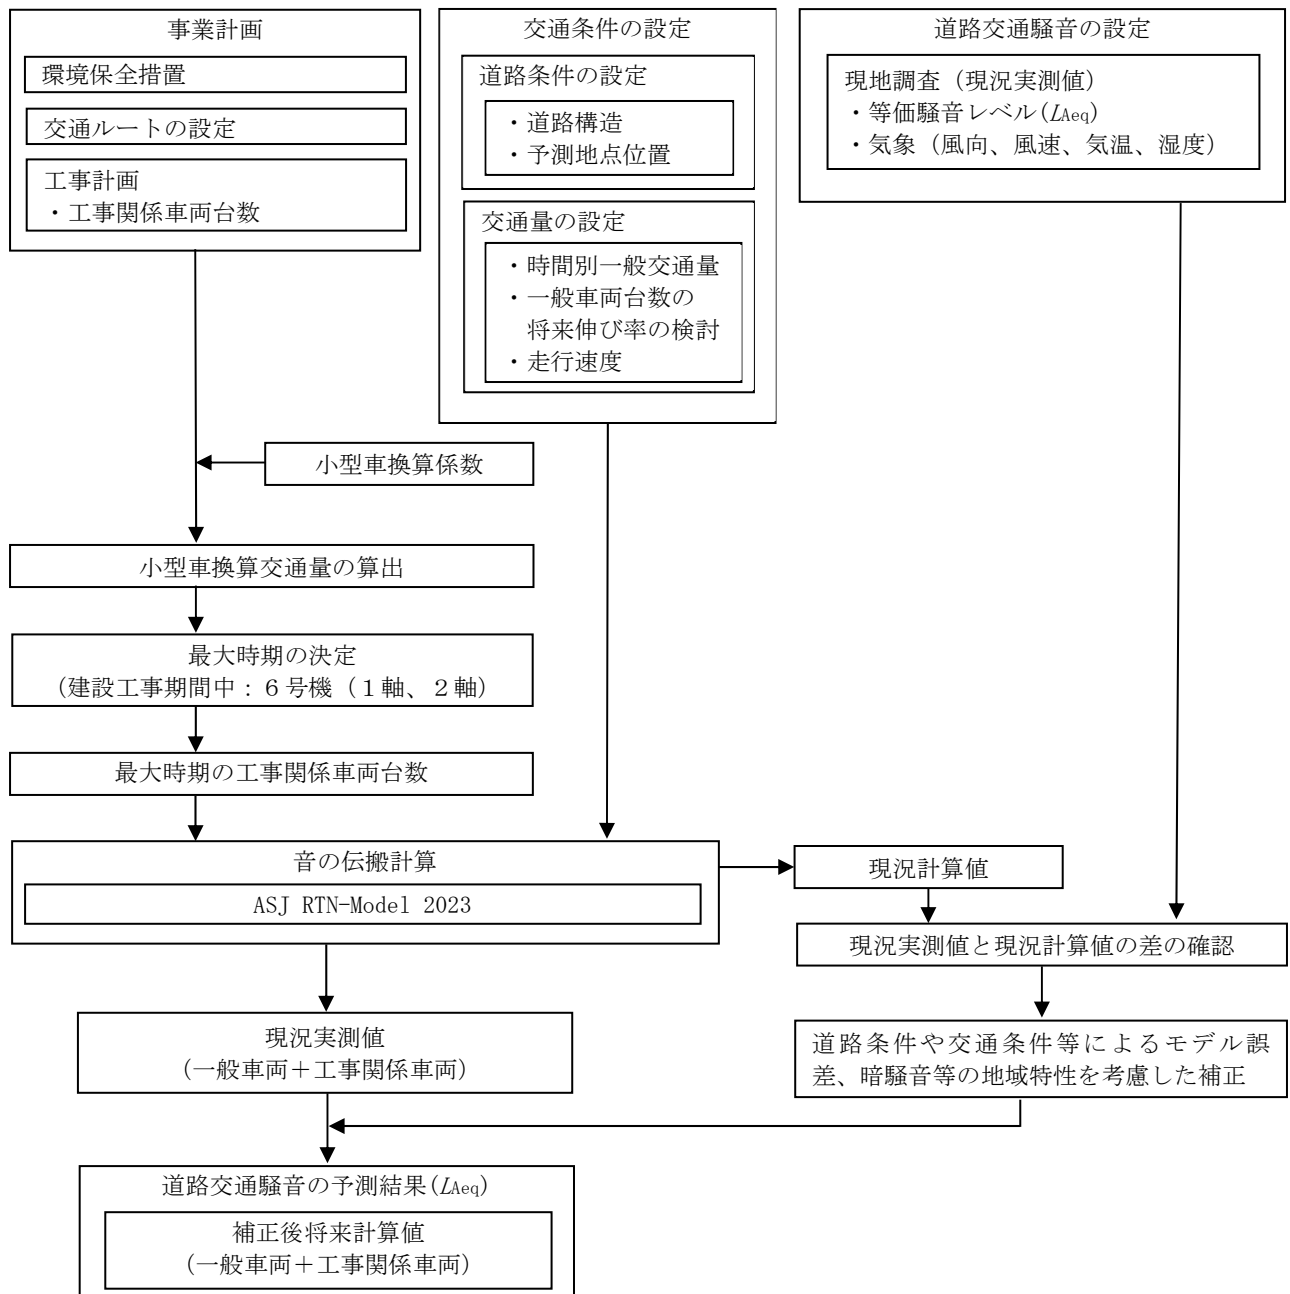 事業計画
環境保全措置
交通ルートの設定
工事計画
・工事関係車両台数
交通条件の設定
道路条件の設定
・道路構造
・予測地点位置
交通量の設定
・時間別一般交通量
・一般車両台数の
将来伸び率の検討
・走行速度
道路交通騒音の設定
現地調査(現況実測値)
・等価騒音レベル(LAeq)
・気象(風向、風速、気温、湿度)
小型車換算係数
小型車換算交通量の算出
最大時期の決定
(建設工事期間中:6号機(1軸、2軸)
最大時期の工事関係車両台数
音の伝搬計算
ASJ RTN-Model 2023
現況計算値
現況実測値と現況計算値の差の確認
道路条件や交通条件等によるモデル誤
差、暗騒音等の地域特性を考慮した補正
現況実測値
(一般車両+工事関係車両)
道路交通騒音の予測結果(LAeq)
補正後将来計算値
(一般車両+工事関係車両)